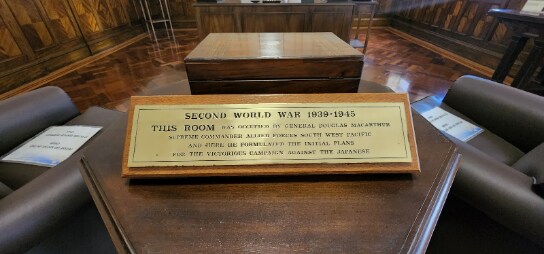 SECOND WORLD WAR 1939-1945
THIS ROOM WAS OCCUPIED BY GENERAL DOUGLAS MACARTHUR
SUPREME COMMANDER ALLIED FORCES SOUTH WEST PACIFIC
AND HERE HE FORMULATED THE INITIAL PLANS
FOR THE VICTORIOUS CAMPAIGN AGAINST THE JAPANESE